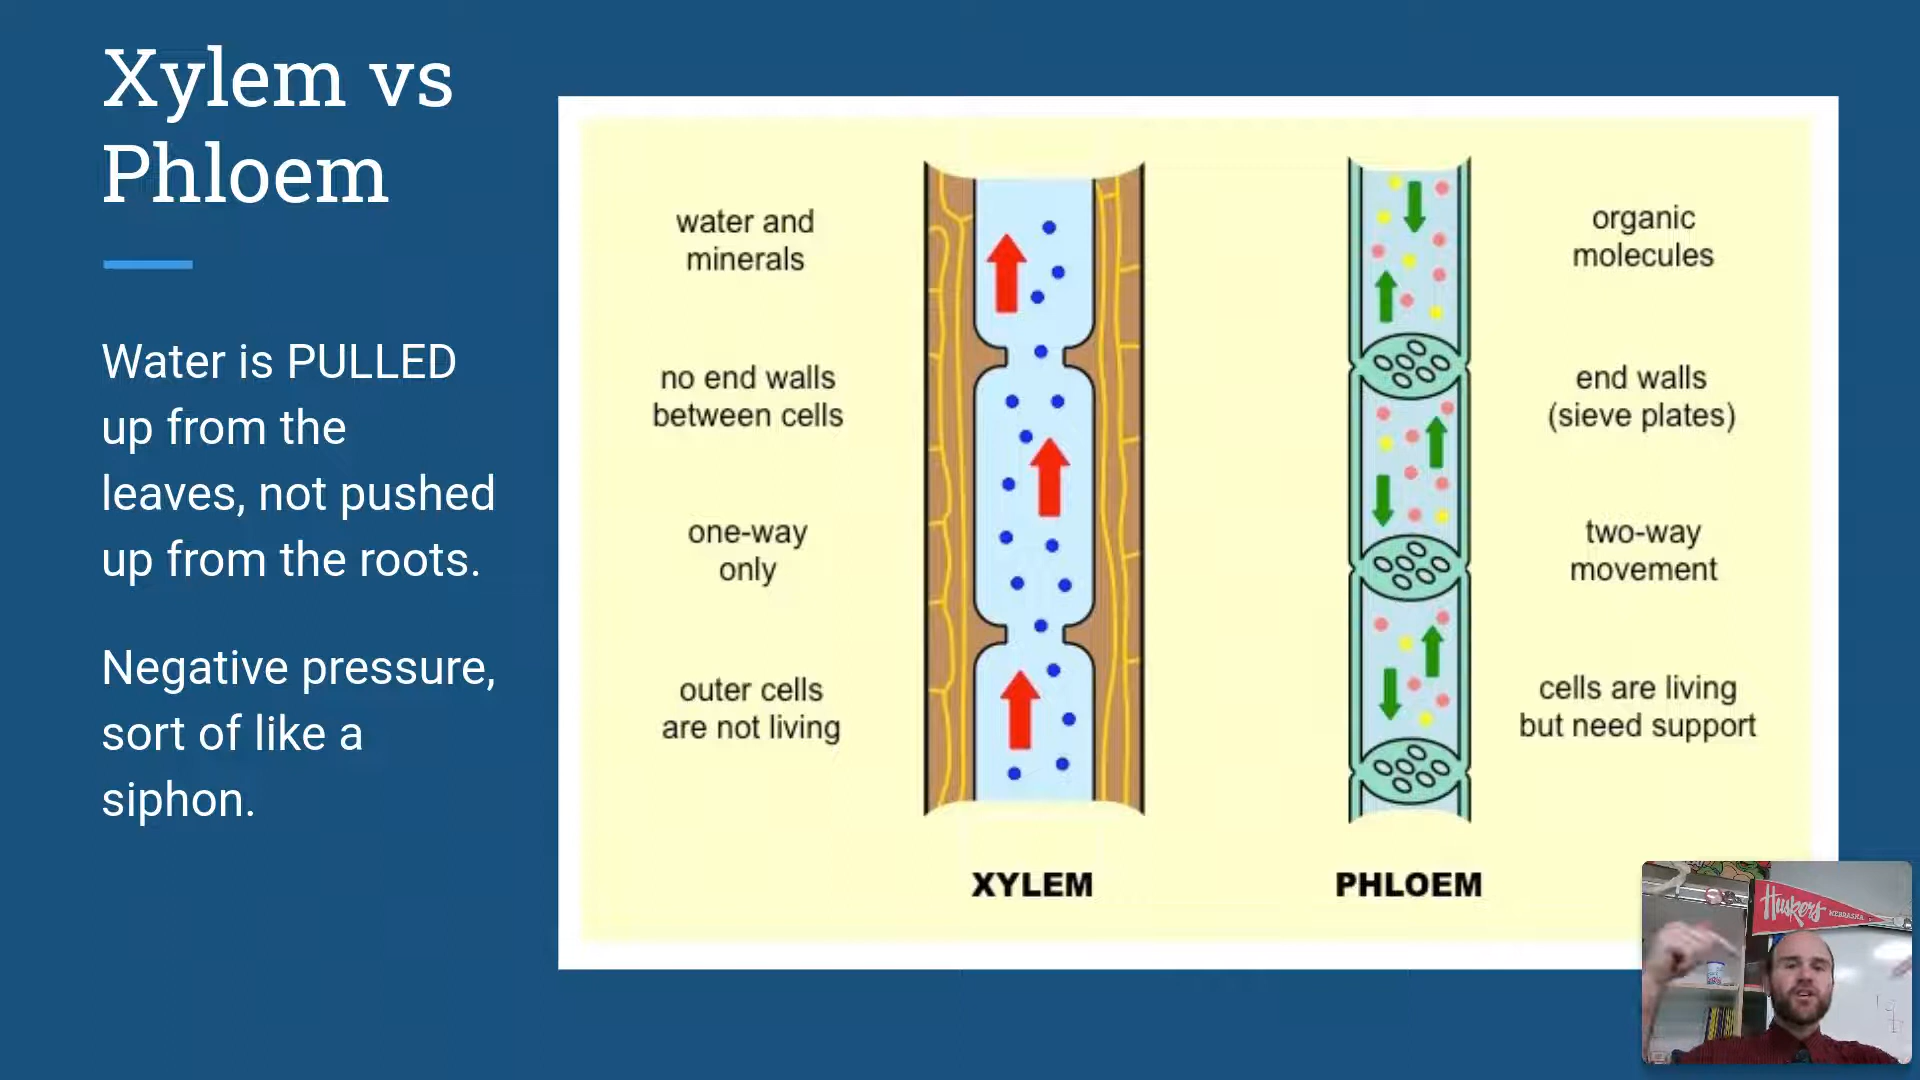 Xylem vs
Phloem
Water is PULLED
up from the
leaves, not pushed
up from the roots.
Negative pressure,
sort of like a
siphon.
water and
minerals
no end walls
between cells
one-way
only
outer cells
are not living
organic
molecules
end walls
(sieve plates)
two-way
movement
cells are living
but need support
XYLEM
PHLOEM
Huskers
NEBRASKA